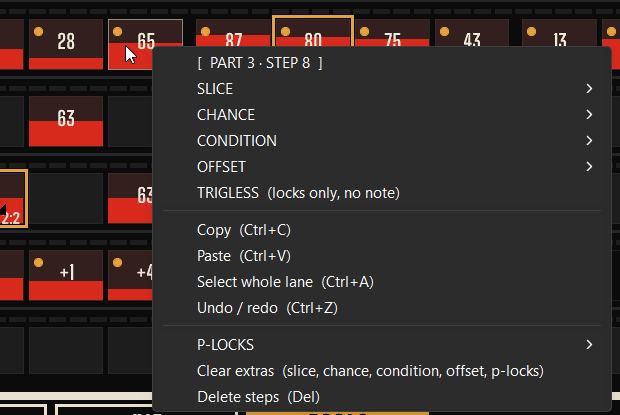 28 65 87 80 75 43 13
[ PART 3 · STEP 8 ]
SLICE
CHANCE
63
CONDITION
OFFSET
TRIGLESS (locks only, no note)
63
2:2
Copy (Ctrl+C)
Paste (Ctrl+V)
+1 +4
Select whole lane (Ctrl+A)
Undo / redo (Ctrl+Z)
P-LOCKS
Clear extras (slice, chance, condition, offset, p-locks)
Delete steps (Del)